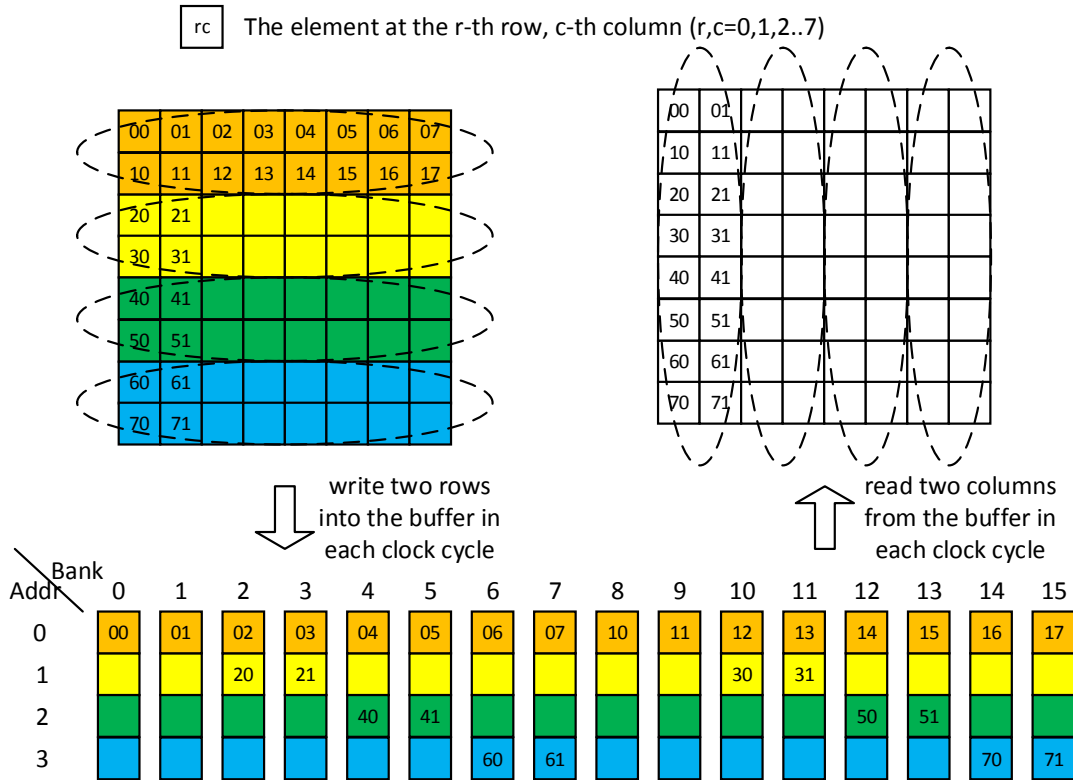 rc The element at the r-th row, c-th column (r,c=0,1,2..7)
00 01 02 03 04 05 06 07
10 11 12 13 14 15 16 17
20 21
30 31
40 41
50 51
60 61
70 71
00 01
10 11
20 21
30 31
40 41
50 51
60 61
70 71
write two rows
into the buffer in
each clock cycle
read two columns
from the buffer in
each clock cycle
Bank
Addr
0 1 2 3 4 5 6 7 8 9 10 11 12 13 14 15
0 00 01 02 03 04 05 06 07 10 11 12 13 14 15 16 17
1 20 21 30 31
2 40 41 50 51
3 60 61 70 71